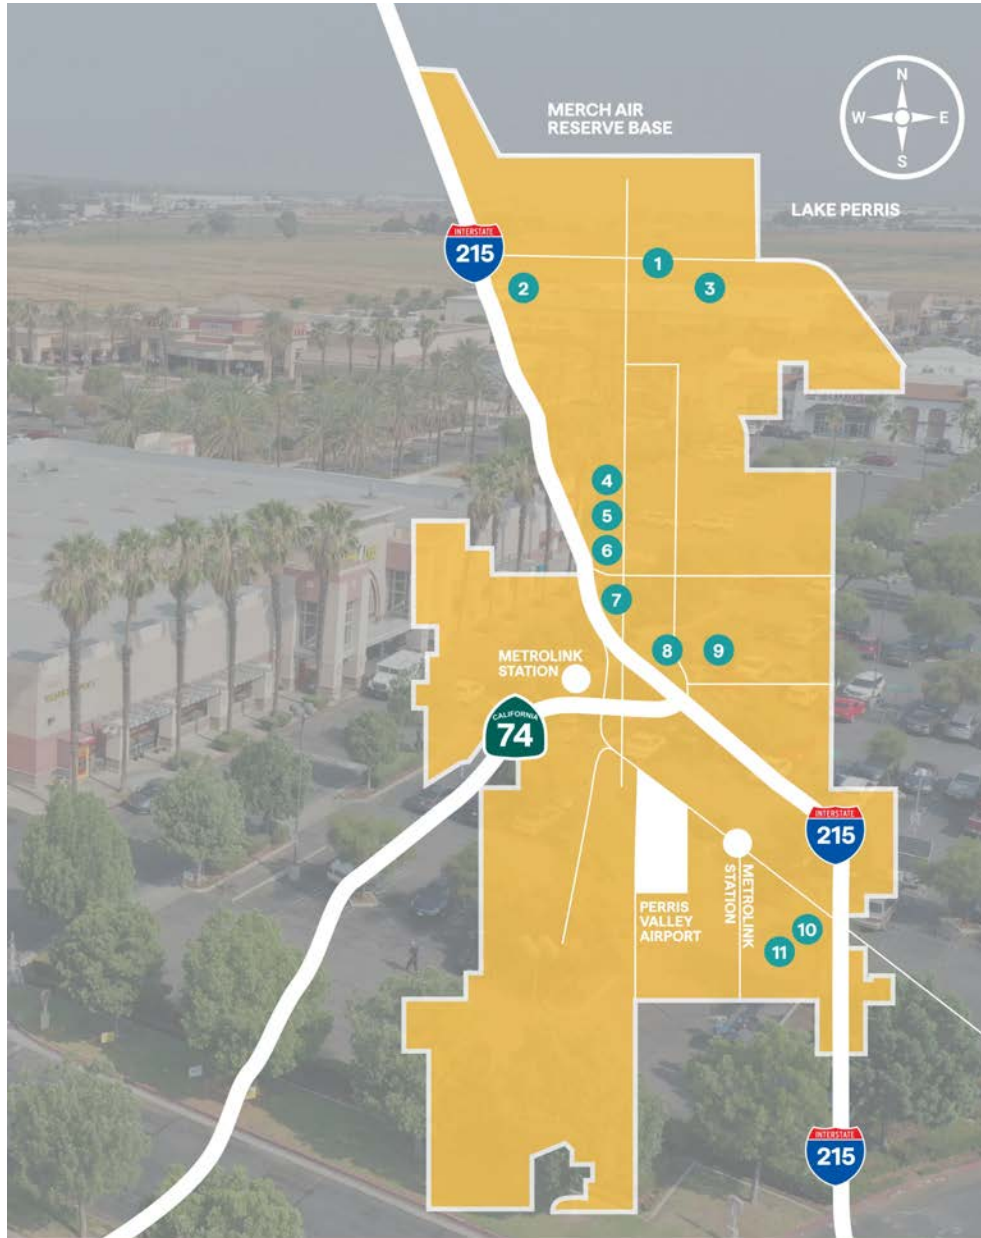 MERCH AIR
RESERVE BASE
N
W
E
S
LAKE PERRIS
INTERSTATE
215
1
2
3
4
5
6
7
8
9
METROLINK
STATION
CALIFORNIA
74
INTERSTATE
215
METROLINK
STATION
PERRIS
VALLEY
AIRPORT
10
11
INTERSTATE
215